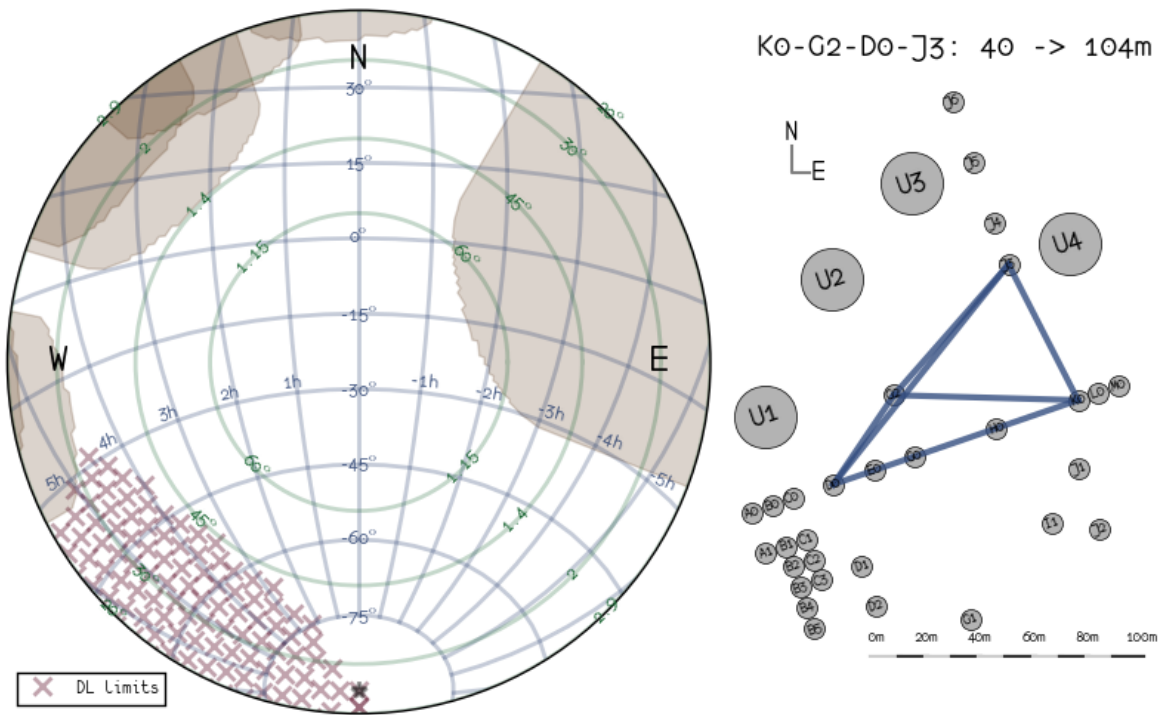 K0-G2-D0-J3: 40 -> 104m
N
30°
15°
0°
-15°
-30°
-45°
-60°
-75°
W
E
5h
4h
3h
2h
1h
-1h
-2h
-3h
-4h
-5h
2.9
2
1.4
1.15
60°
45°
30°
20°
60°
45°
30°
1.15
1.4
2
2.9
DL limits
N
E
J6
J5
U3
J4
U4
U2
G2
K0
L0
M0
U1
H0
G0
E0
D0
J1
A0
B0
C0
I1
J2
A1
B1
C1
B2
C2
D1
B3
C3
B4
D2
B5
G1
0m 20m 40m 60m 80m 100m